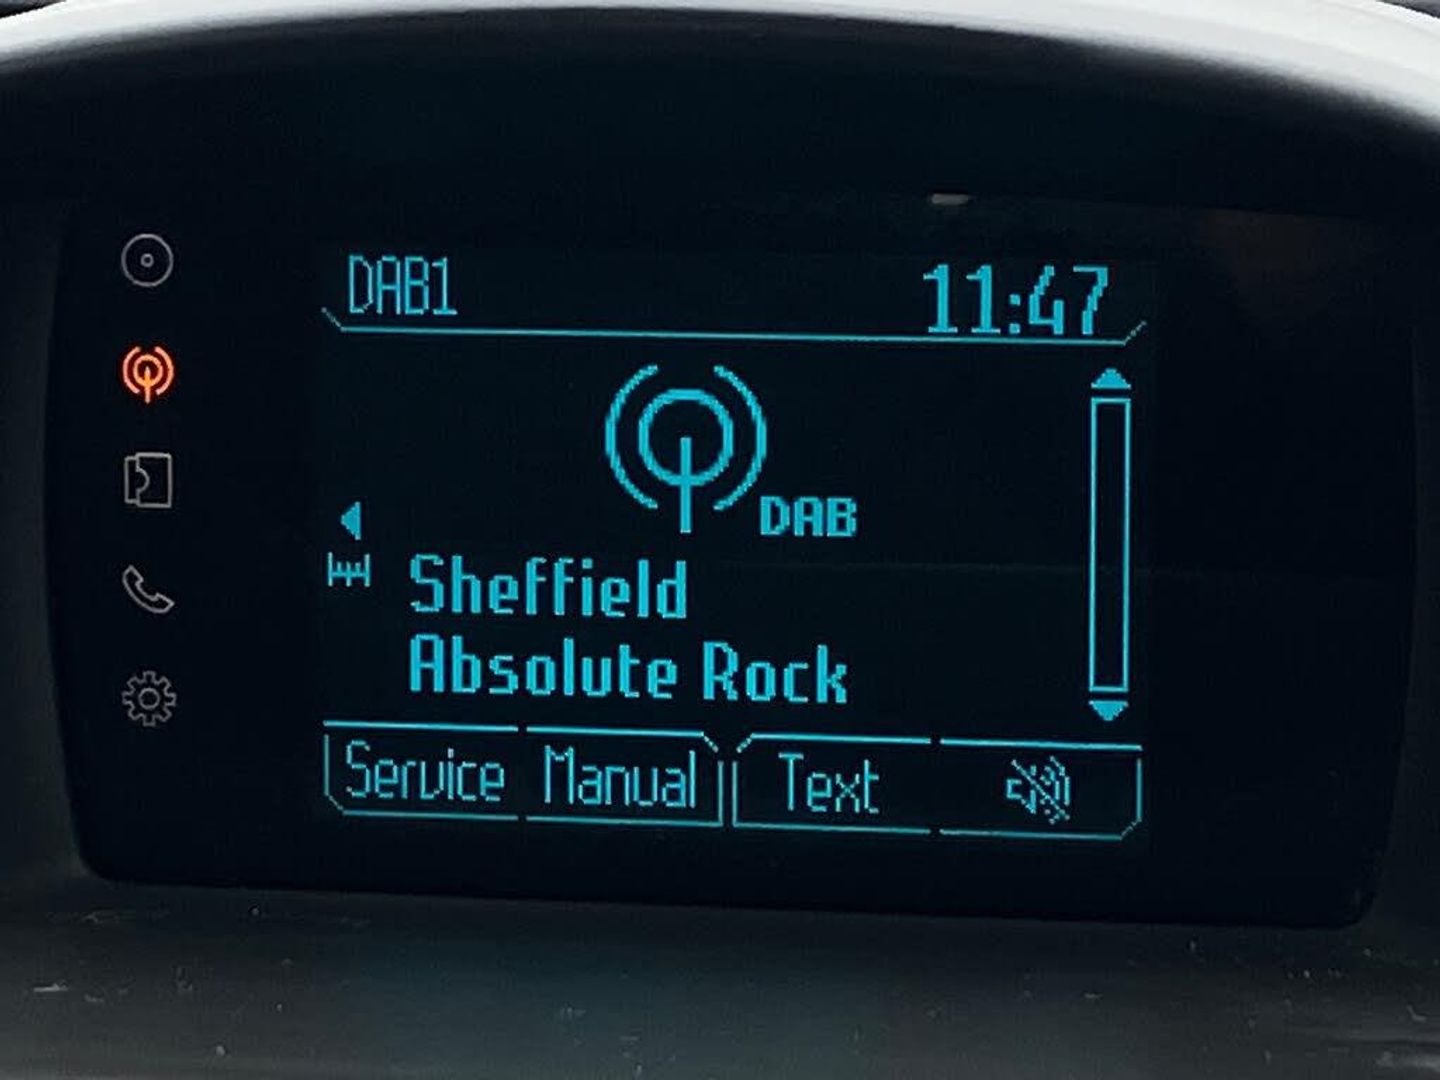 DAB1 11:47
DAB
Sheffield
Absolute Rock
Service Manual Text